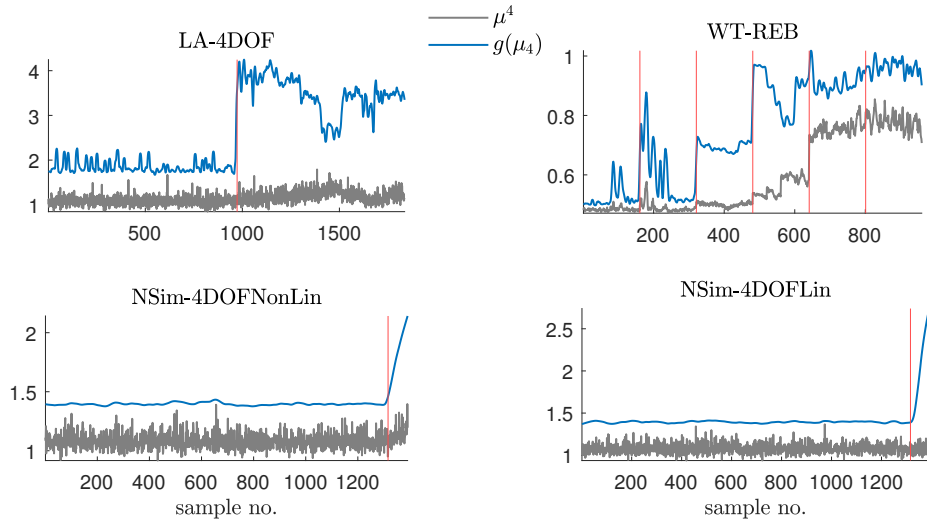 μ⁴
g(μ₄)
LA-4DOF
4
3
2
1
500 1000 1500
WT-REB
1
0.8
0.6
200 400 600 800
NSim-4DOFNonLin
2
1.5
1
200 400 600 800 1000 1200
sample no.
NSim-4DOFLin
2.5
2
1.5
1
200 400 600 800 1000 1200
sample no.